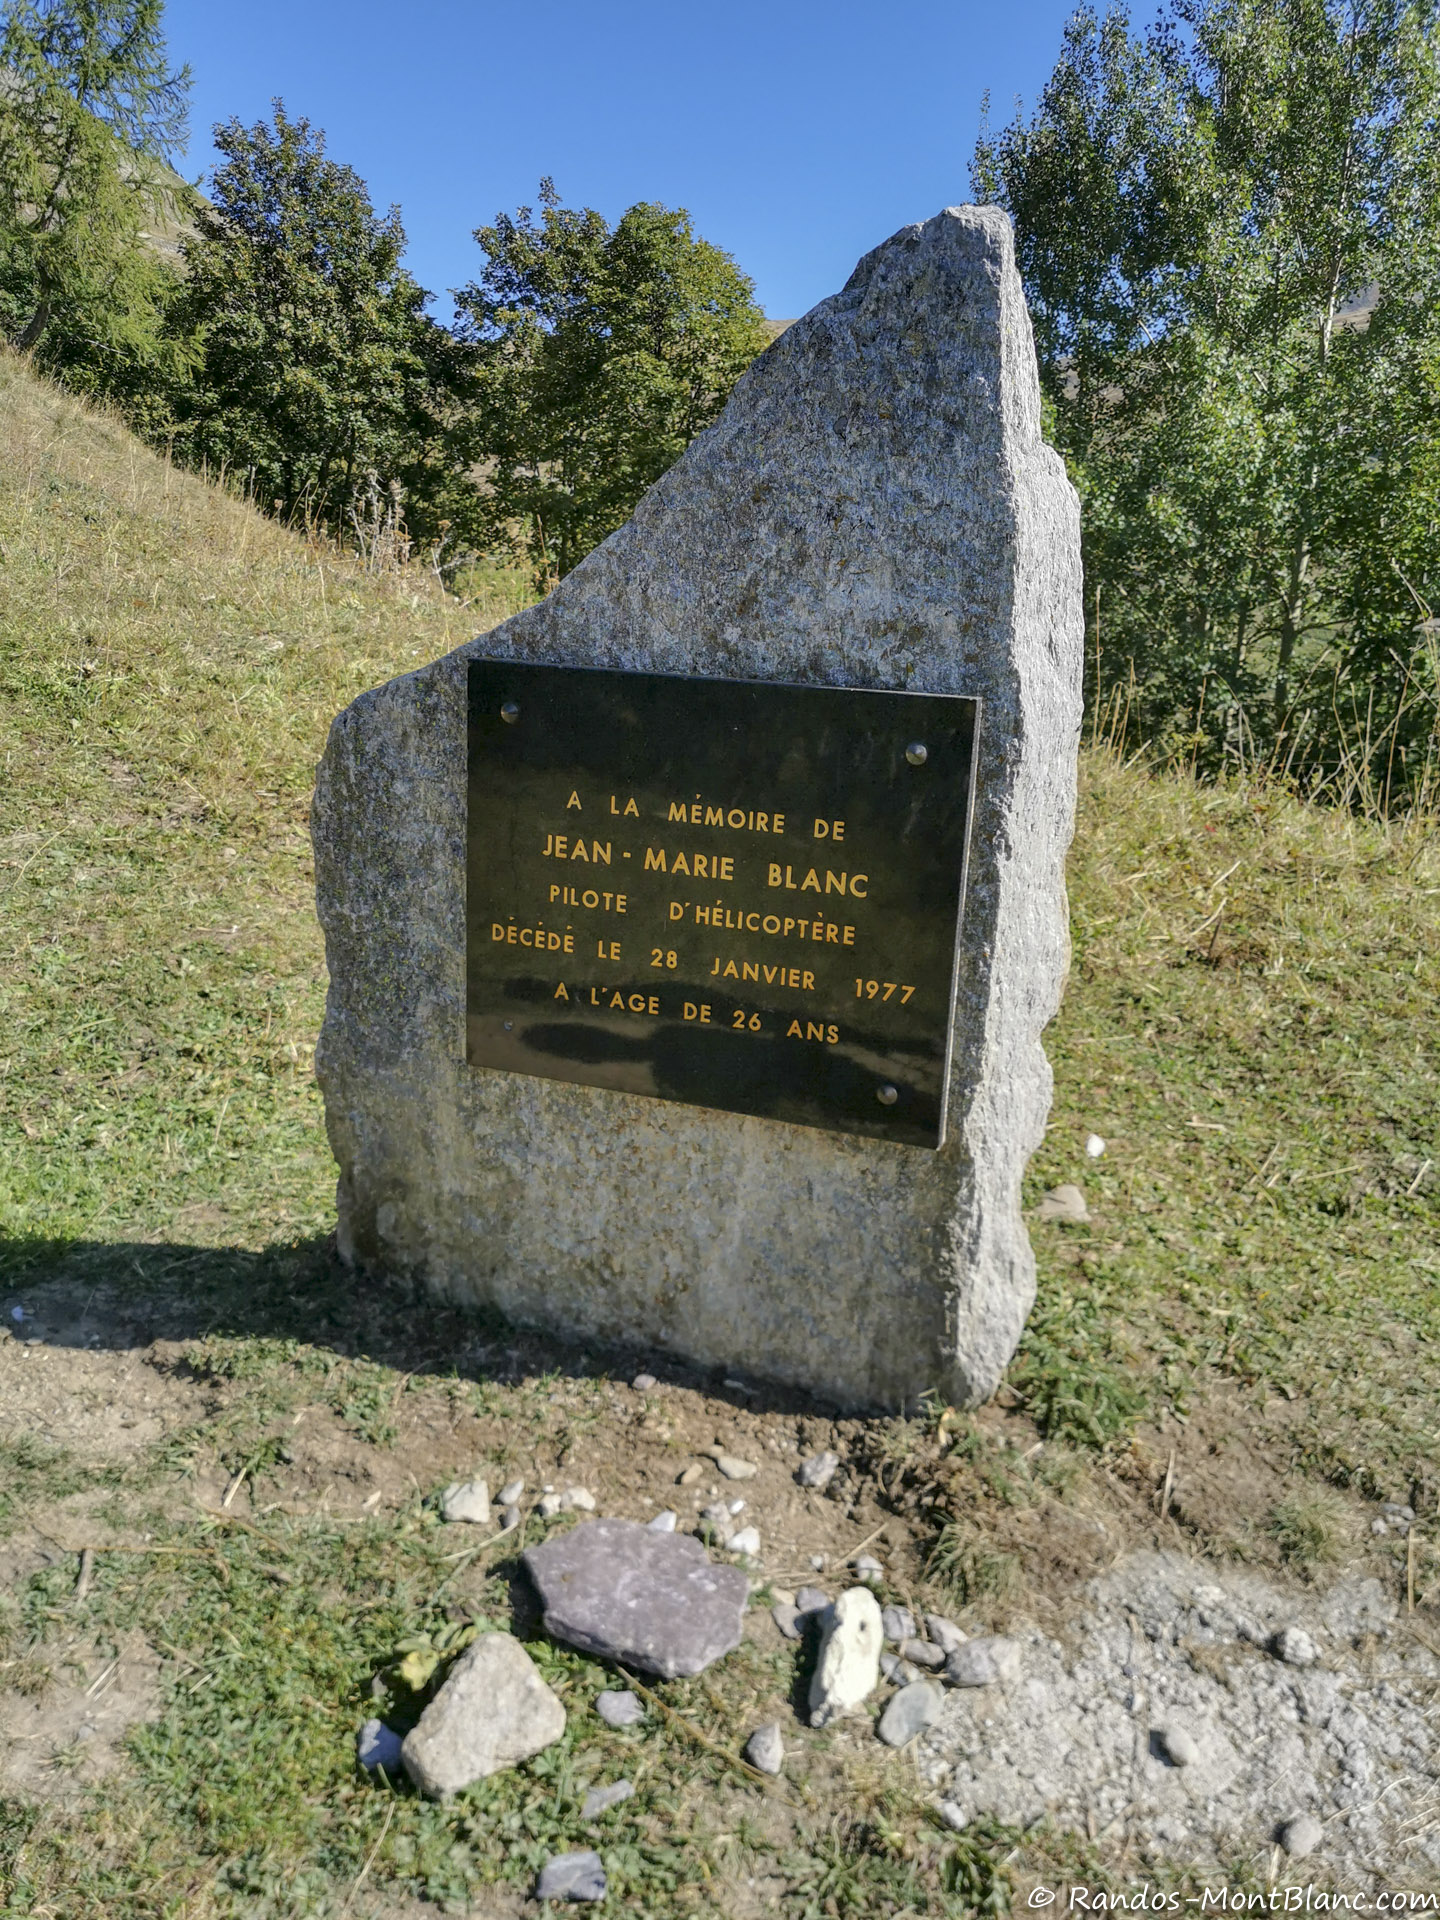 A LA MÉMOIRE DE
JEAN-MARIE BLANC
PILOTE D'HÉLICOPTÈRE
DÉCÉDÉ LE 28 JANVIER 1977
A L'AGE DE 26 ANS
© Randos-MontBlanc.com